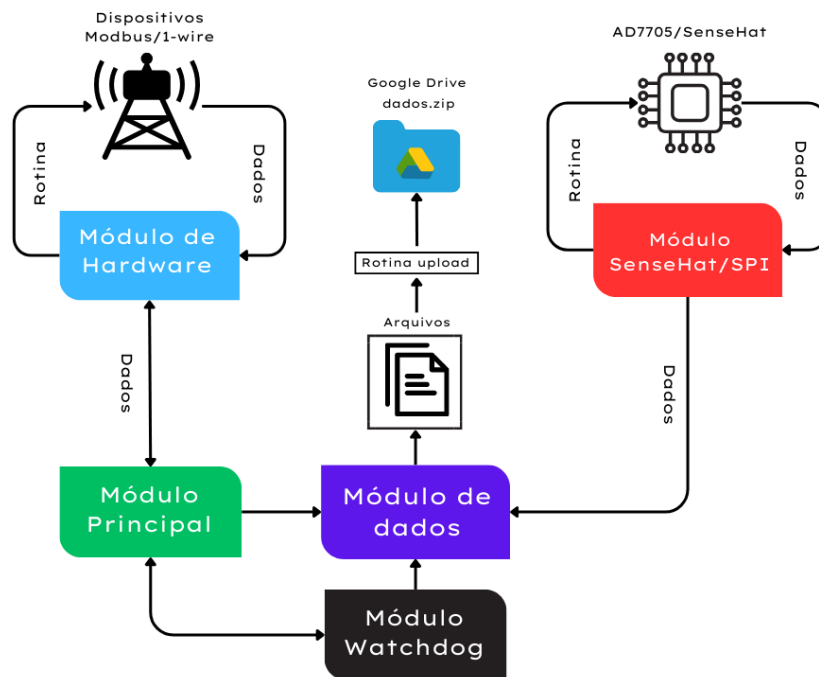 Dispositivos
Modbus/1-wire
AD7705/SenseHat
Google Drive
dados.zip
Rotina
Dados
Rotina
Dados
Módulo de
Hardware
Módulo
SenseHat/SPI
Rotina upload
Arquivos
Dados
Dados
Módulo
Principal
Módulo de
dados
Módulo
Watchdog